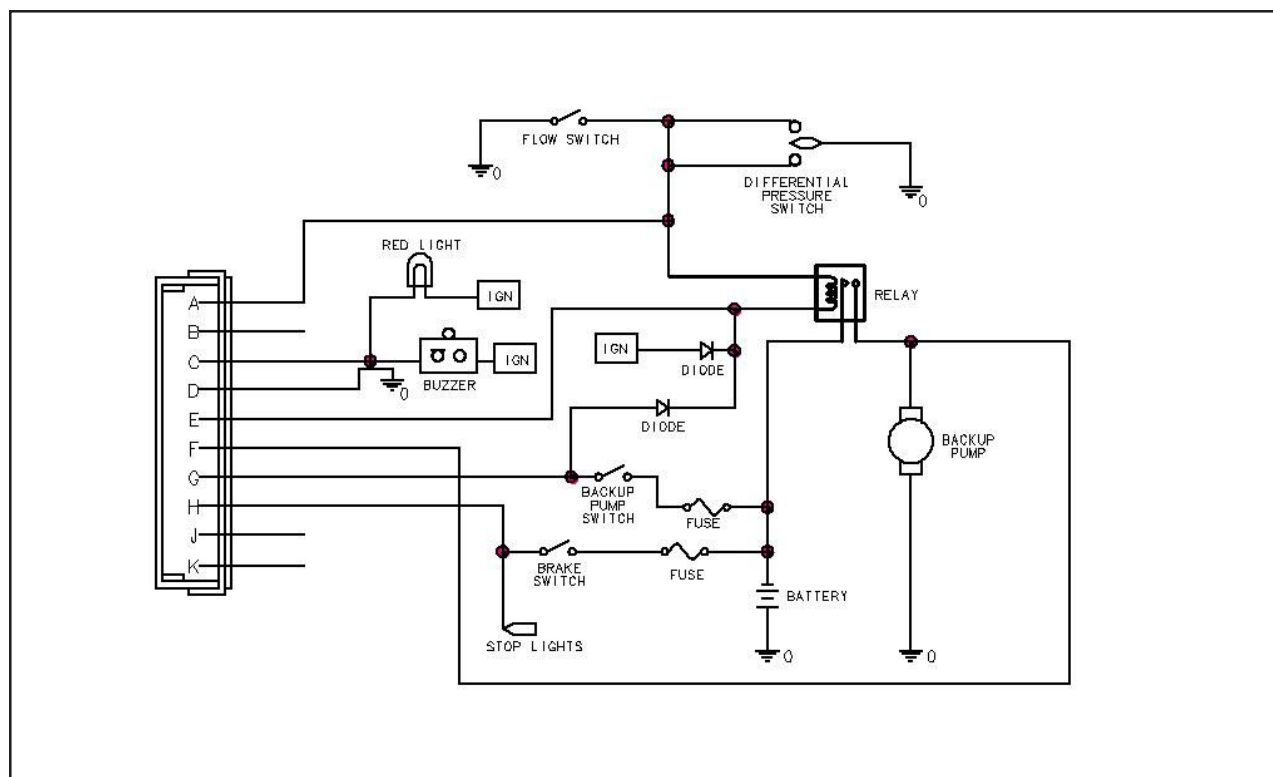 FLOW SWITCH
0
DIFFERENTIAL
PRESSURE
SWITCH
0
RED LIGHT
IGN
RELAY
A
B
C
D
E
F
G
H
J
K
IGN
BUZZER
0
IGN
DIODE
DIODE
BACKUP
PUMP
BACKUP
PUMP
SWITCH
FUSE
BRAKE
SWITCH
FUSE
BATTERY
STOP LIGHTS
0
0